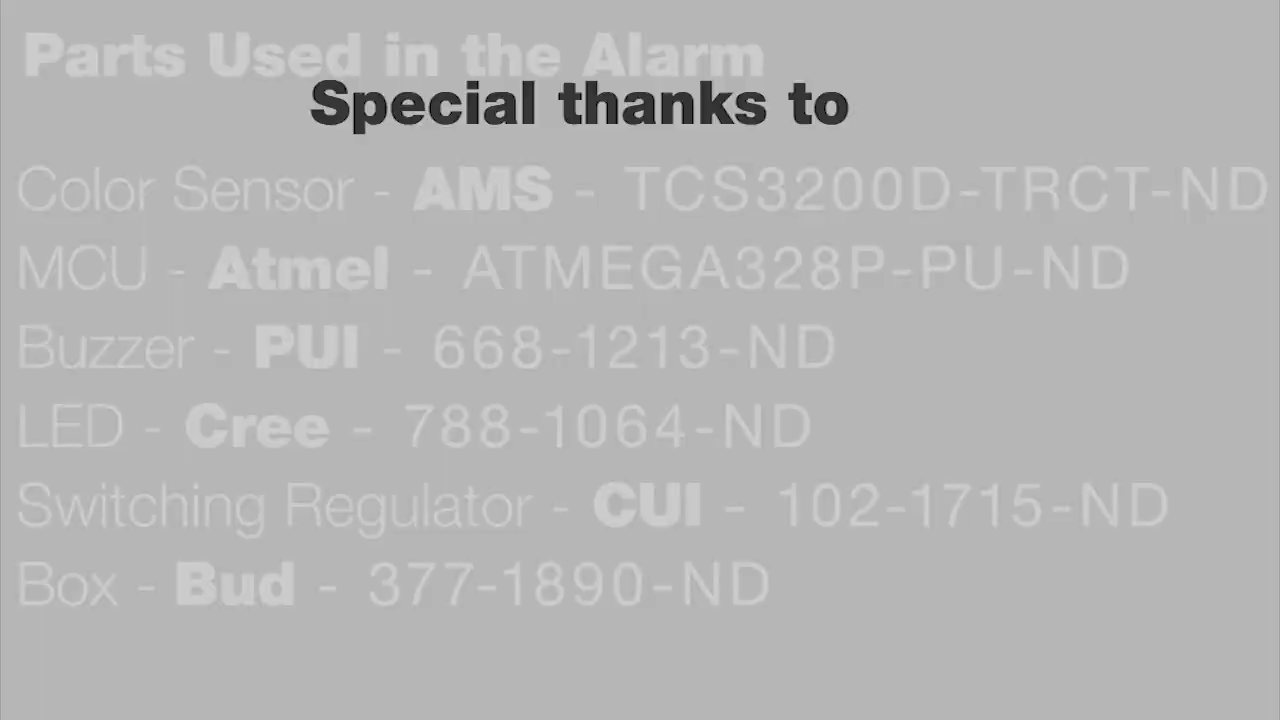 Parts Used in the Alarm
Special thanks to
Color Sensor - AMS - TCS3200D-TRCT-ND
MCU - Atmel - ATMEGA328P-PU-ND
Buzzer - PUI - 668-1213-ND
LED - Cree - 788-1064-ND
Switching Regulator - CUI - 102-1715-ND
Box - Bud - 377-1890-ND